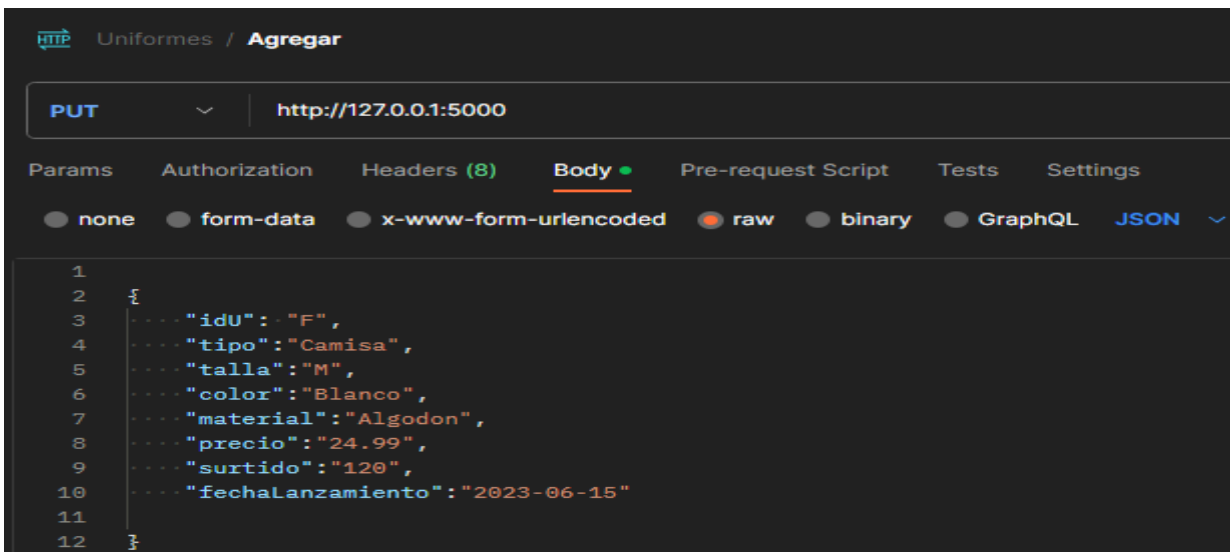 HTTP Uniformes / Agregar
PUT http://127.0.0.1:5000
Params Authorization Headers (8) Body Pre-request Script Tests Settings
none form-data x-www-form-urlencoded raw binary GraphQL JSON
1
2 {
3 "idU": "F",
4 "tipo":"Camisa",
5 "talla":"M",
6 "color":"Blanco",
7 "material":"Algodon",
8 "precio":"24.99",
9 "surtido":"120",
10 "fechaLanzamiento":"2023-06-15"
11
12 }